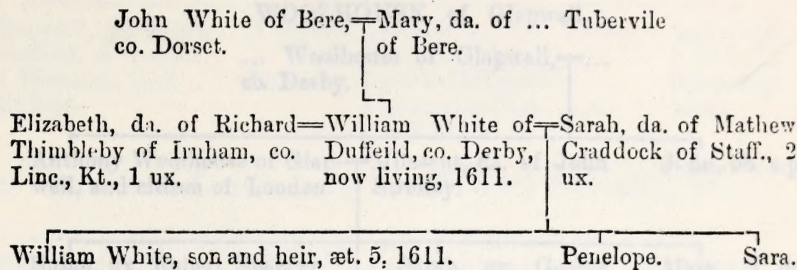 John White of Bere,=Mary, da. of ... Tubervile
co. Dorset. of Bere.
Elizabeth, da. of Richard=William White of=Sarah, da. of Mathew
Thimbleby of Irnham, co. Duffeild, co. Derby, Craddock of Staff., 2
Linc., Kt., 1 ux. now living, 1611. ux.
William White, son and heir, æt. 5, 1611. Penelope. Sara.